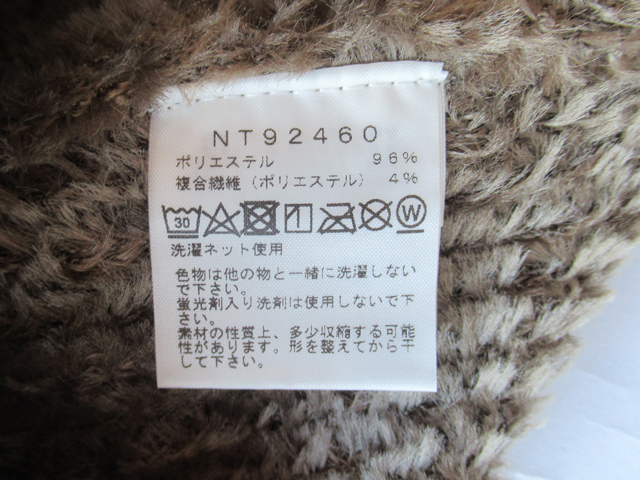 NT92460
ポリエステル 96%
複合繊維(ポリエステル) 4%
30 W
洗濯ネット使用
色物は他の物と一緒に洗濯しない
で下さい。
蛍光剤入り洗剤は使用しないで下
さい。
素材の性質上、多少収縮する可能
性があります。形を整えてから干
して下さい。